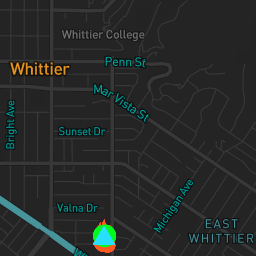 Whittier College
Penn St
Whittier
Mar Vista St
Bright Ave
Sunset Dr
Michigan Ave
Valna Dr
EAST
WHITTIER